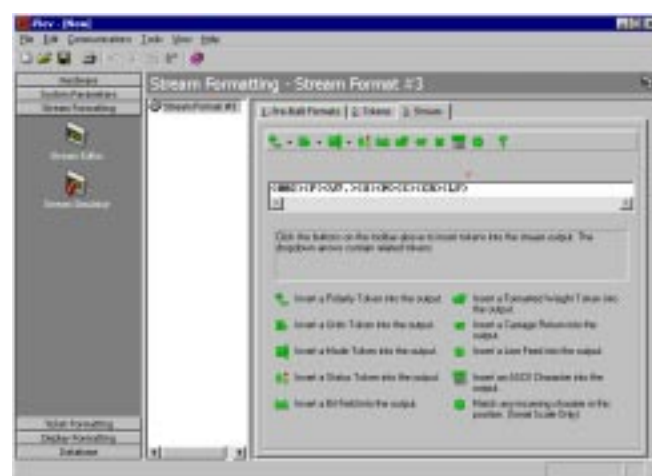 iRev - [New]
File Edit Communications Tools View Help
Hardware
System Parameters
Stream Formatting
Stream Editor
Stream Simulator
Ticket Formatting
Display Formatting
Database
Stream Formatting - Stream Format #3
Stream Format #3
1. Pre-Built Formats
2. Tokens
3. Stream
Click the buttons on the toolbar above to insert tokens into the stream output. The
dropdown arrows contain related tokens.
Insert a Polarity Token into the output.
Insert a Units Token into the output.
Insert a Mode Token into the output.
Insert a Status Token into the output.
Insert a Bit Field into the output.
Insert a Formatted Weight Token into
the output.
Insert a Carriage Return into the
output.
Insert a Line Feed into the output.
Insert an ASCII Character into the
output.
Match any incoming character in this
position. (Serial Scale Only)